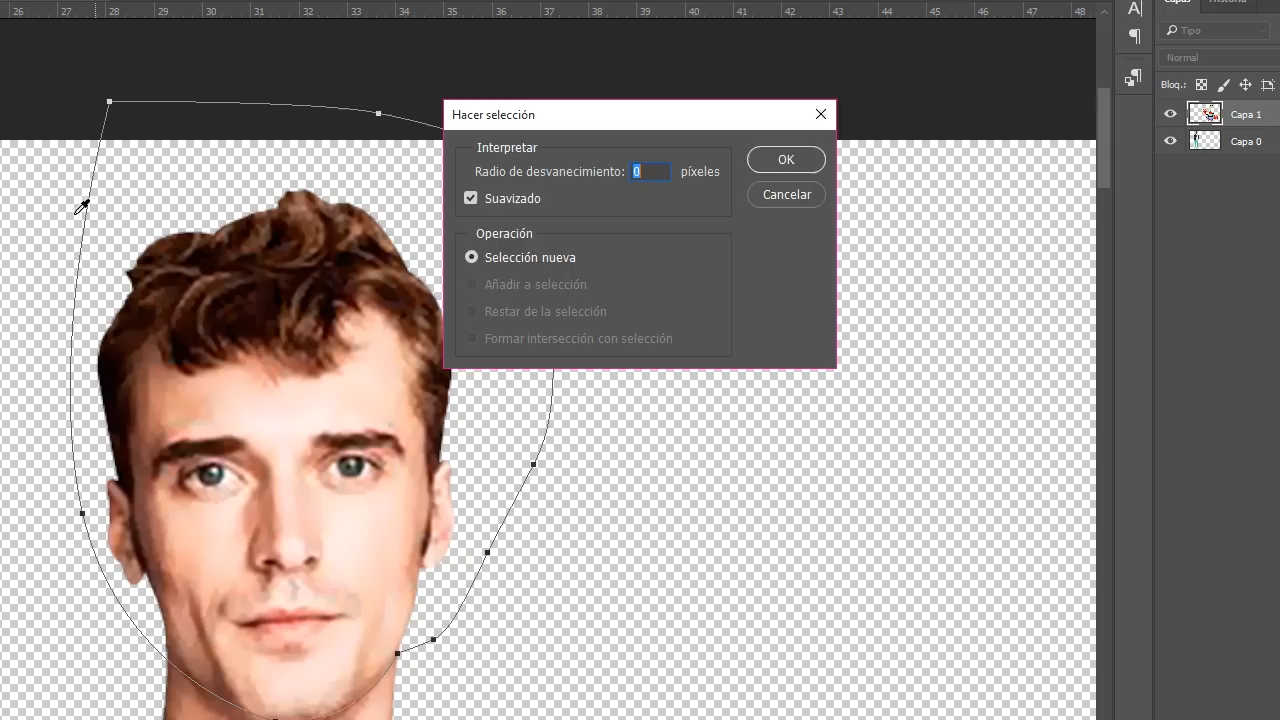 26 27 28 29 30 31 32 33 34 35 36 37 38 39 40 41 42 43 44 45 46 47 48
A
Capas Historia
Tipo
Normal
Bloq.:
Capa 1
Capa 0
Hacer selección
Interpretar
Radio de desvanecimiento: 0 píxeles
Suavizado
OK
Cancelar
Operación
Selección nueva
Añadir a selección
Restar de la selección
Formar intersección con selección